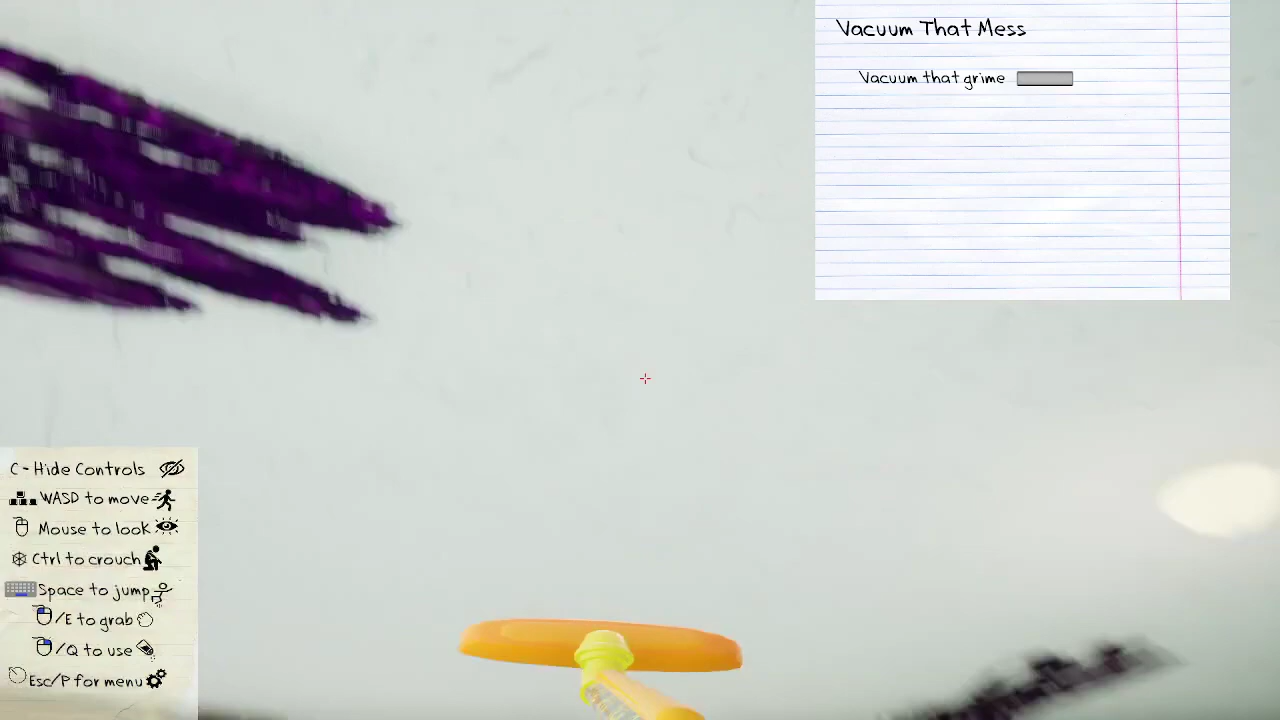 Vacuum That Mess
Vacuum that grime
C - Hide Controls
WASD to move
Mouse to look
Ctrl to crouch
Space to jump
/E to grab
/Q to use
Esc/P for menu